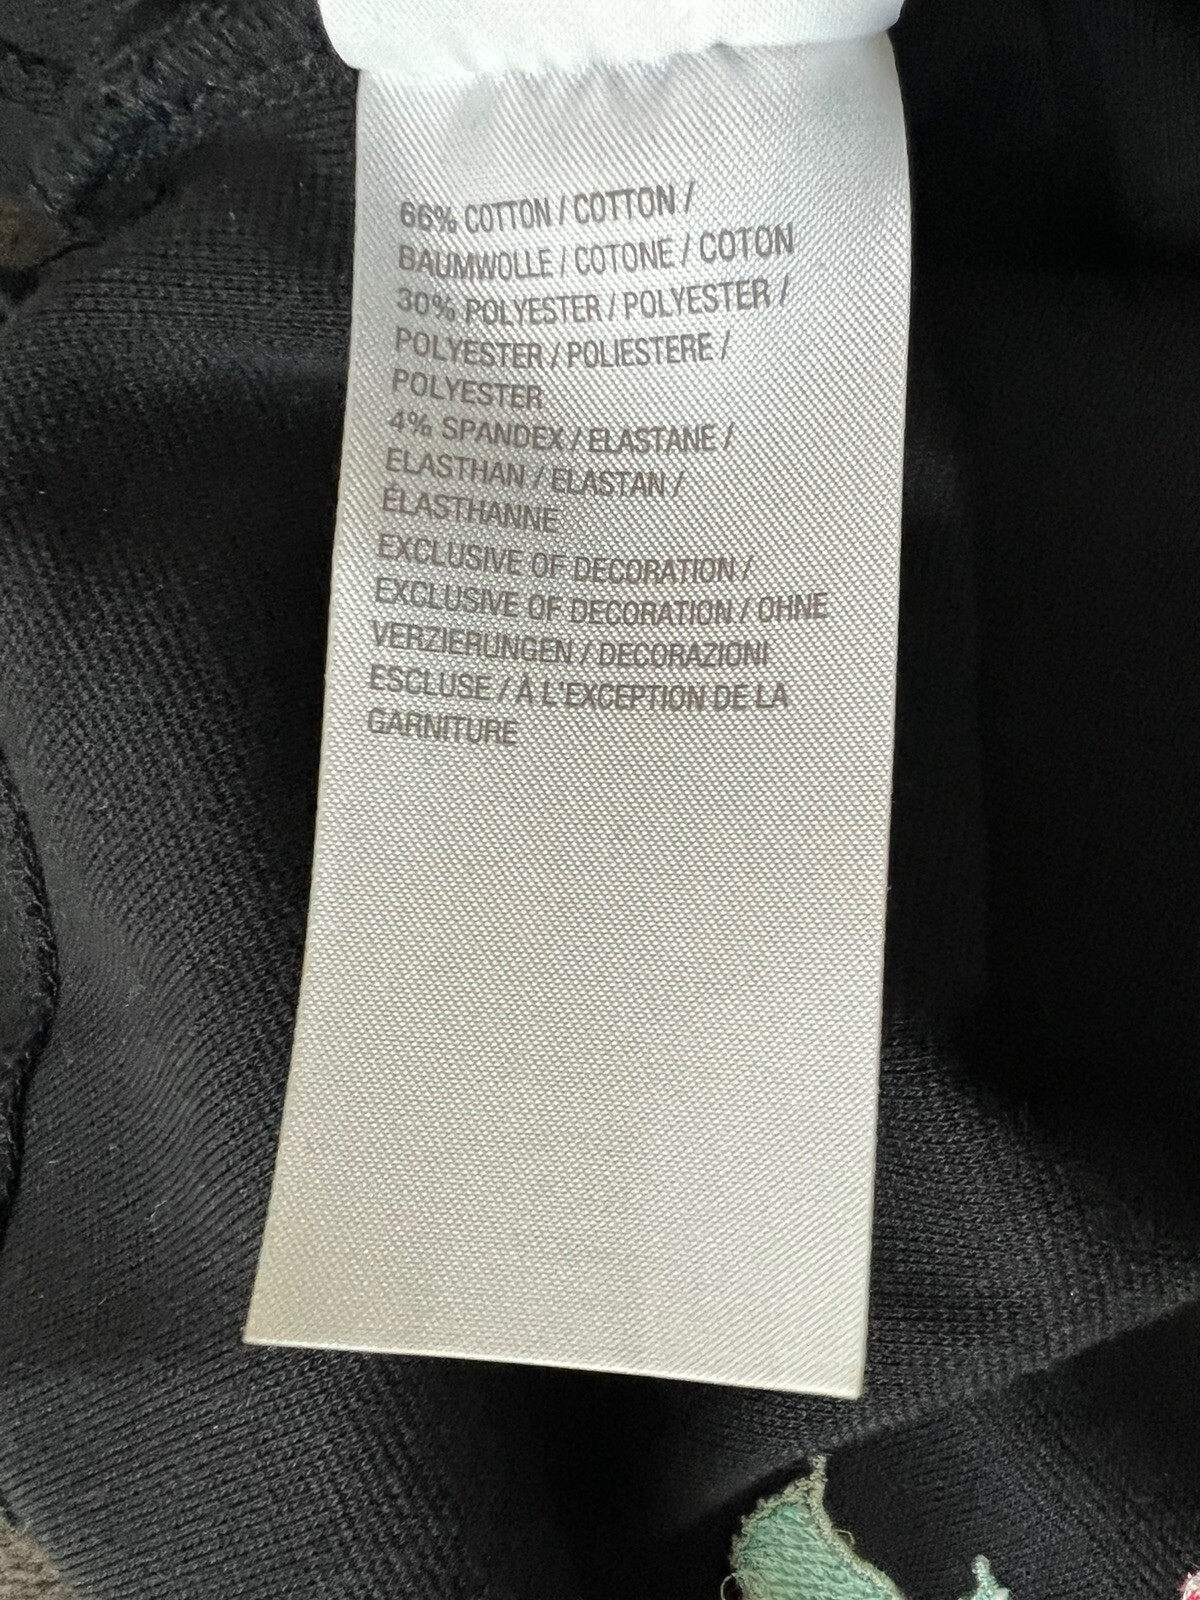 66% COTTON / COTTON /
BAUMWOLLE / COTONE / COTON
30% POLYESTER / POLYESTER /
POLYESTER / POLIESTERE /
POLYESTER
4% SPANDEX / ELASTANE /
ELASTHAN / ELASTAN /
ÉLASTHANNE
EXCLUSIVE OF DECORATION /
EXCLUSIVE OF DECORATION / OHNE
VERZIERUNGEN / DECORAZIONI
ESCLUSE / À L'EXCEPTION DE LA
GARNITURE